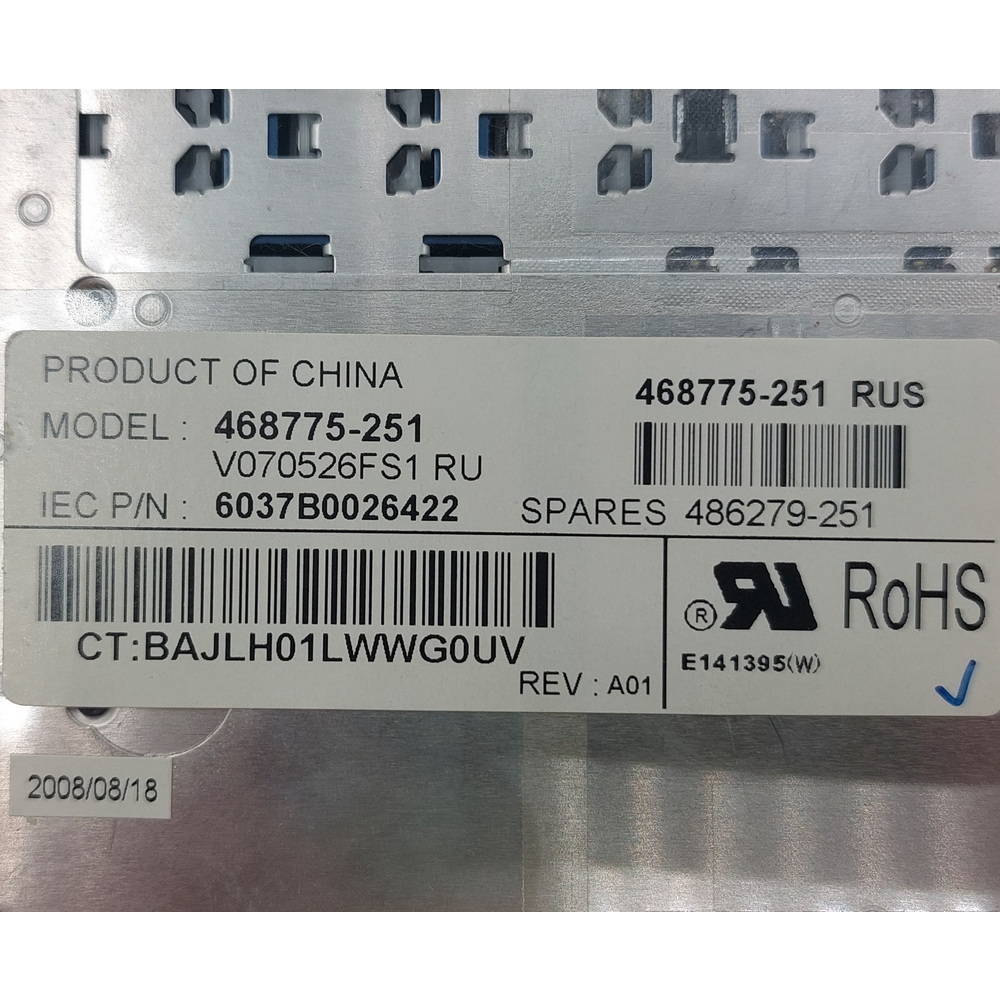 PRODUCT OF CHINA
MODEL : 468775-251
V070526FS1 RU
IEC P/N : 6037B0026422
468775-251 RUS
SPARES 486279-251
CT:BAJLH01LWWG0UV
REV : A01
® RU RoHS
E141395(W)
2008/08/18